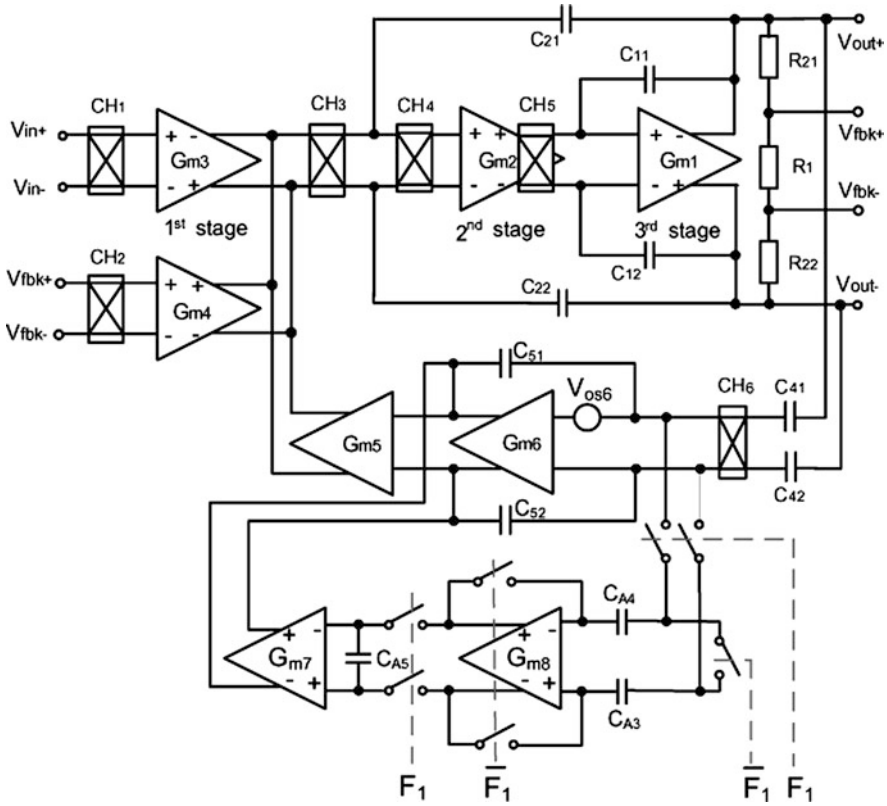 C21
Vout+
C11
R21
CH1
CH3
CH4
CH5
Vin+
+ -
+ +
+ -
Vfbk+
Gm3
Gm2
Gm1
R1
Vin-
- +
- -
- +
Vfbk-
1st stage
2nd stage
3rd stage
CH2
C12
R22
Vfbk+
+ +
C22
Vout-
Gm4
Vfbk-
- -
C51
Vos6
CH6
C41
Gm5
Gm6
C52
C42
CA4
+ -
- 
+ -
Gm7
CA5
Gm8
- +
- +
CA3
F1
F1
F1
F1